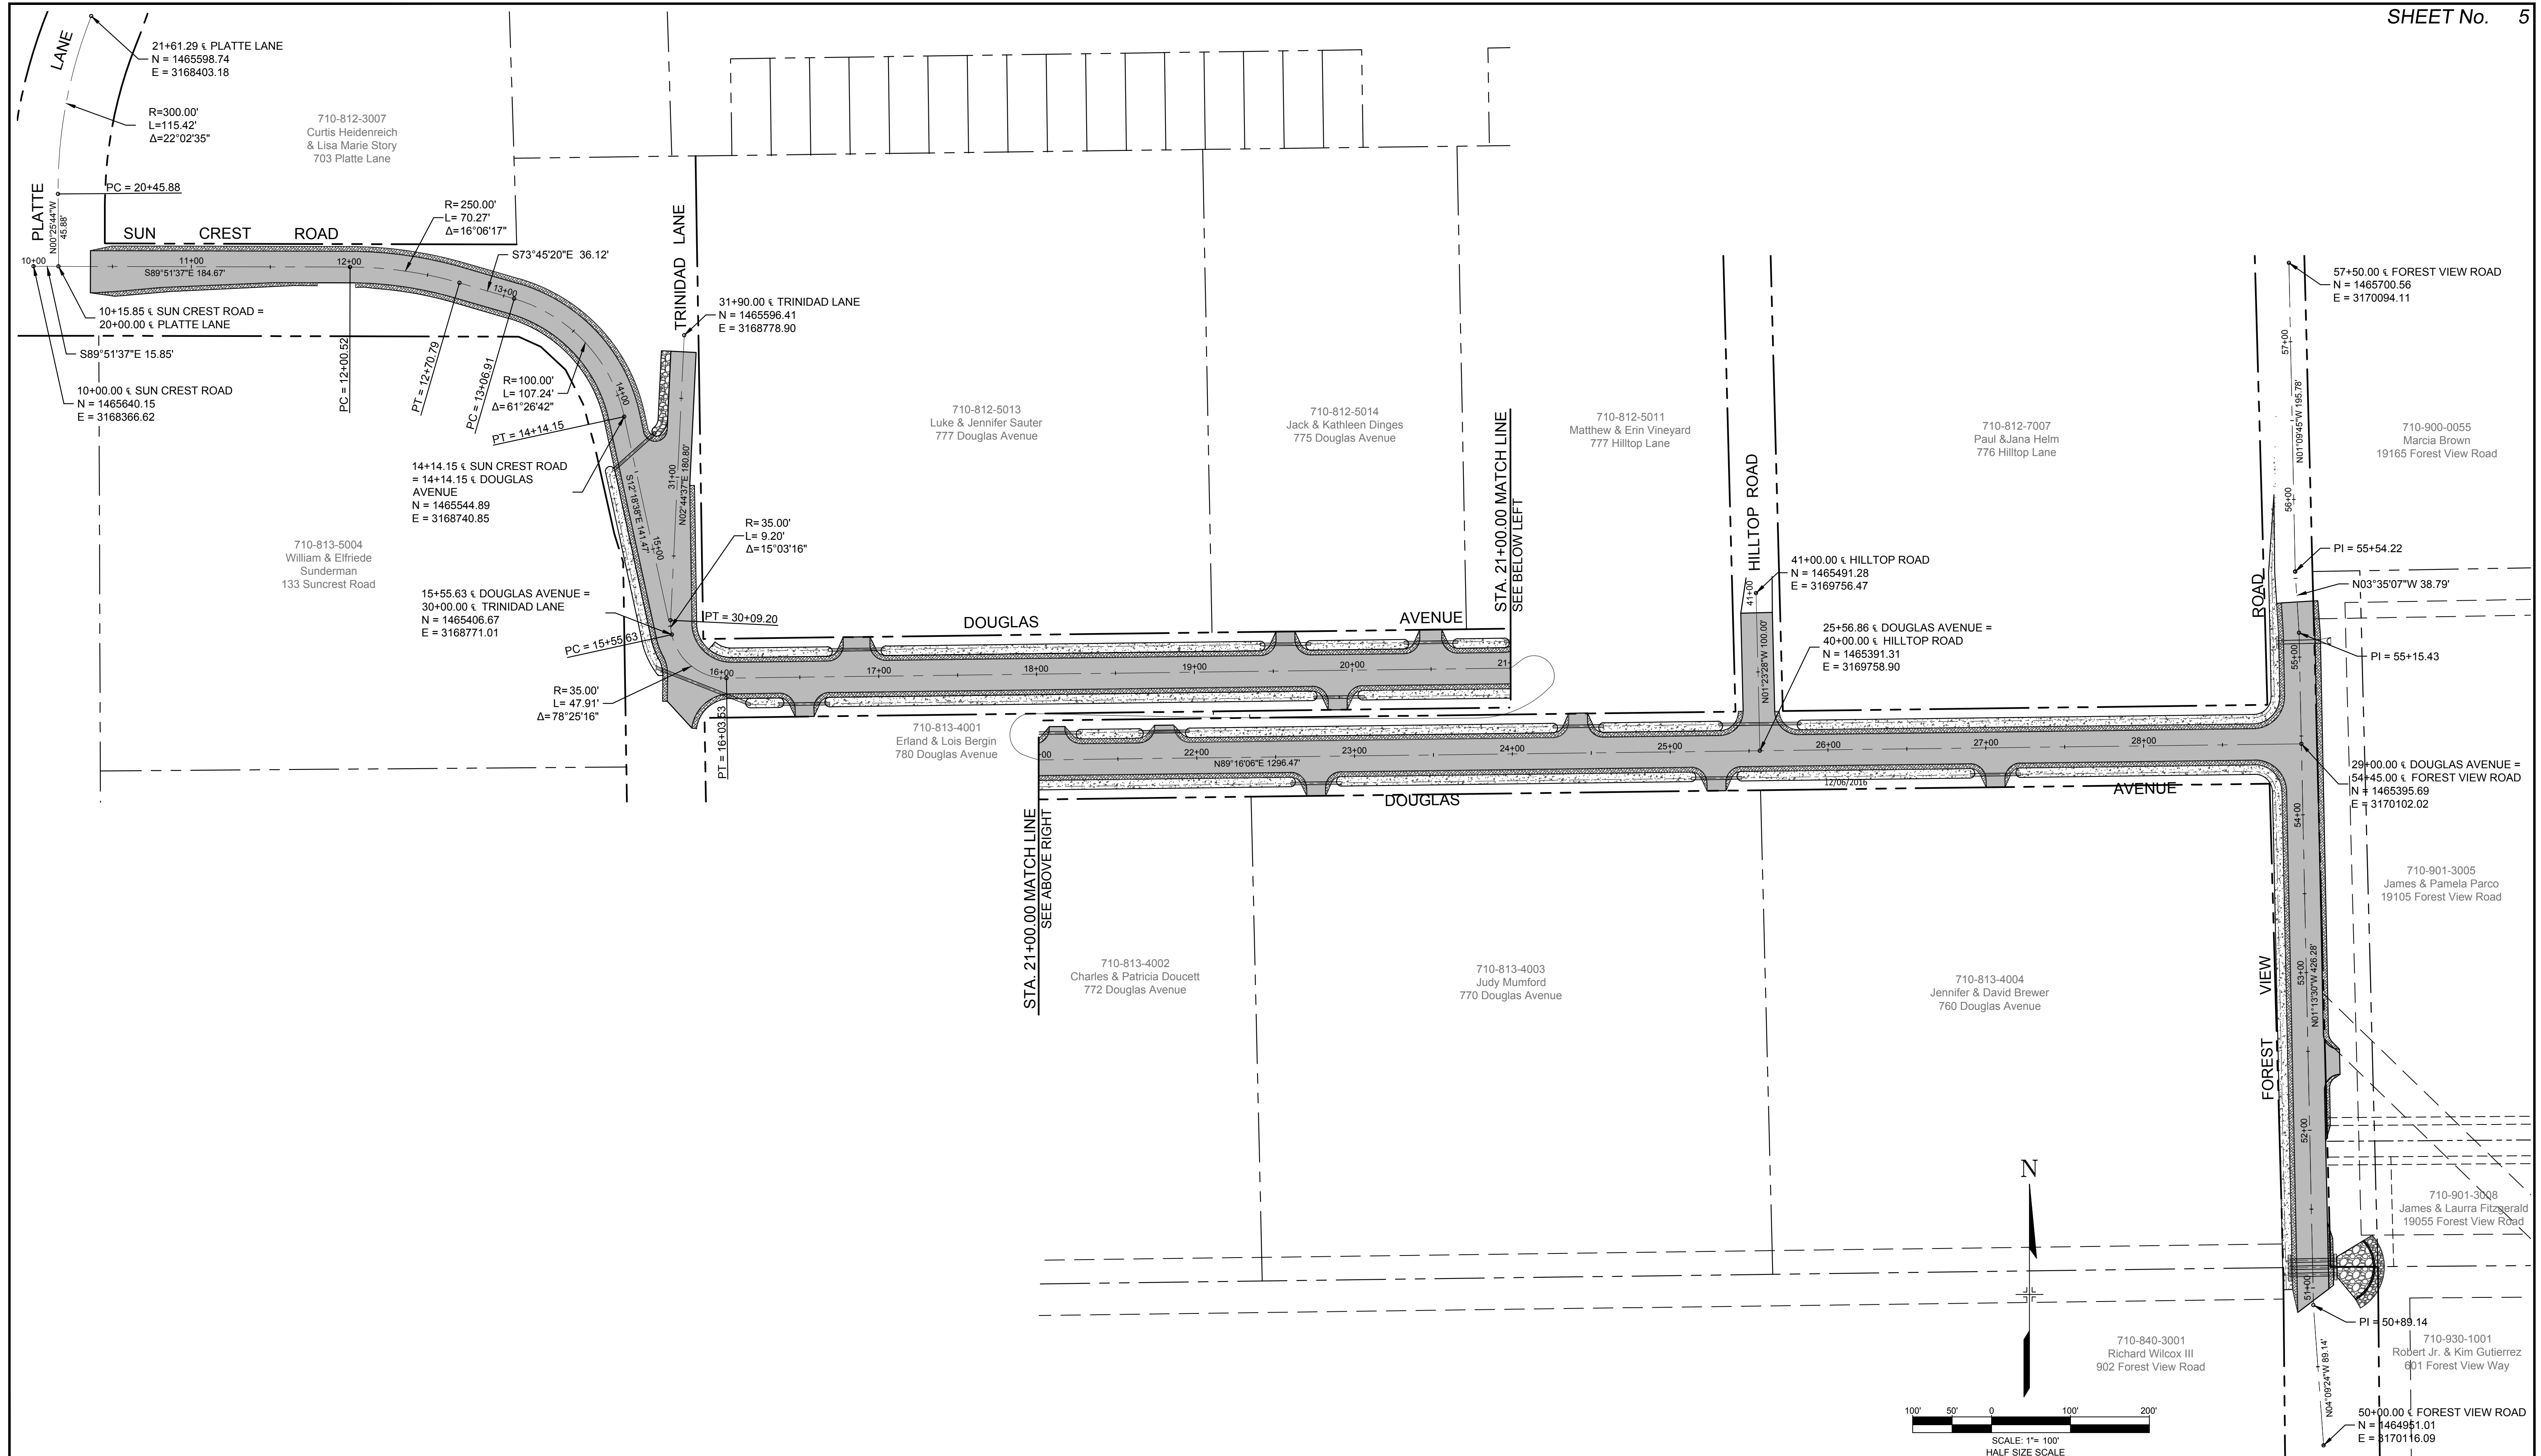 SHEET No. 5
LANE
21+61.29 ℄ PLATTE LANE
N = 1465598.74
E = 3168403.18
R=300.00'
L=115.42'
Δ=22°02'35"
710-812-3007
Curtis Heidenreich
& Lisa Marie Story
703 Platte Lane
PLATTE
PC = 20+45.88
N00°25'44"W
45.88'
SUN CREST ROAD
R=250.00'
L= 70.27'
Δ=16°06'17"
S73°45'20"E 36.12'
10+00
11+00
12+00
13+00
14+00
S89°51'37"E 184.67'
10+15.85 ℄ SUN CREST ROAD =
20+00.00 ℄ PLATTE LANE
S89°51'37"E 15.85'
10+00.00 ℄ SUN CREST ROAD
N = 1465640.15
E = 3168366.62
PC = 12+00.52
PT = 12+70.79
PC = 13+06.91
R=100.00'
L= 107.24'
Δ=61°26'42"
PT = 14+14.15
14+14.15 ℄ SUN CREST ROAD
= 14+14.15 ℄ DOUGLAS
AVENUE
N = 1465544.89
E = 3168740.85
TRINIDAD LANE
31+90.00 ℄ TRINIDAD LANE
N = 1465596.41
E = 3168778.90
31+00
N02°44'37"E 180.80'
S12°18'38"E 141.47'
15+00
710-813-5004
William & Elfriede
Sunderman
133 Suncrest Road
R= 35.00'
L= 9.20'
Δ=15°03'16"
15+55.63 ℄ DOUGLAS AVENUE =
30+00.00 ℄ TRINIDAD LANE
N = 1465406.67
E = 3168771.01
PT = 30+09.20
PC = 15+55.63
R= 35.00'
L= 47.91'
Δ=78°25'16"
PT = 16+03.53
710-812-5013
Luke & Jennifer Sauter
777 Douglas Avenue
710-812-5014
Jack & Kathleen Dinges
775 Douglas Avenue
DOUGLAS AVENUE
16+00
17+00
18+00
19+00
20+00
21+
STA. 21+00.00 MATCH LINE
SEE BELOW LEFT
710-812-5011
Matthew & Erin Vineyard
777 Hilltop Lane
HILLTOP ROAD
710-812-7007
Paul &Jana Helm
776 Hilltop Lane
41+00
41+00.00 ℄ HILLTOP ROAD
N = 1465491.28
E = 3169756.47
N01°23'28"W 100.00'
25+56.86 ℄ DOUGLAS AVENUE =
40+00.00 ℄ HILLTOP ROAD
N = 1465391.31
E = 3169758.90
57+50.00 ℄ FOREST VIEW ROAD
N = 1465700.56
E = 3170094.11
57+00
N01°09'45"W 195.78'
56+00
710-900-0055
Marcia Brown
19165 Forest View Road
PI = 55+54.22
N03°35'07"W 38.79'
ROAD
55+00
PI = 55+15.43
710-813-4001
Erland & Lois Bergin
780 Douglas Avenue
00
22+00
23+00
24+00
25+00
26+00
27+00
28+00
N89°16'06"E 1296.47'
12/06/2016
DOUGLAS AVENUE
29+00.00 ℄ DOUGLAS AVENUE =
54+45.00 ℄ FOREST VIEW ROAD
N = 1465395.69
E = 3170102.02
54+00
STA. 21+00.00 MATCH LINE
SEE ABOVE RIGHT
710-813-4002
Charles & Patricia Doucett
772 Douglas Avenue
710-813-4003
Judy Mumford
770 Douglas Avenue
710-813-4004
Jennifer & David Brewer
760 Douglas Avenue
710-901-3005
James & Pamela Parco
19105 Forest View Road
VIEW
53+00
N01°13'30"W 426.28'
FOREST
52+00
N
710-901-3008
James & Laurra Fitzgerald
19055 Forest View Road
51+00
PI = 50+89.14
710-840-3001
Richard Wilcox III
902 Forest View Road
710-930-1001
Robert Jr. & Kim Gutierrez
601 Forest View Way
N04°09'24"W 89.14'
50+00.00 ℄ FOREST VIEW ROAD
N = 1464951.01
E = 3170116.09
100' 50' 0 100' 200'
SCALE: 1"= 100'
HALF SIZE SCALE